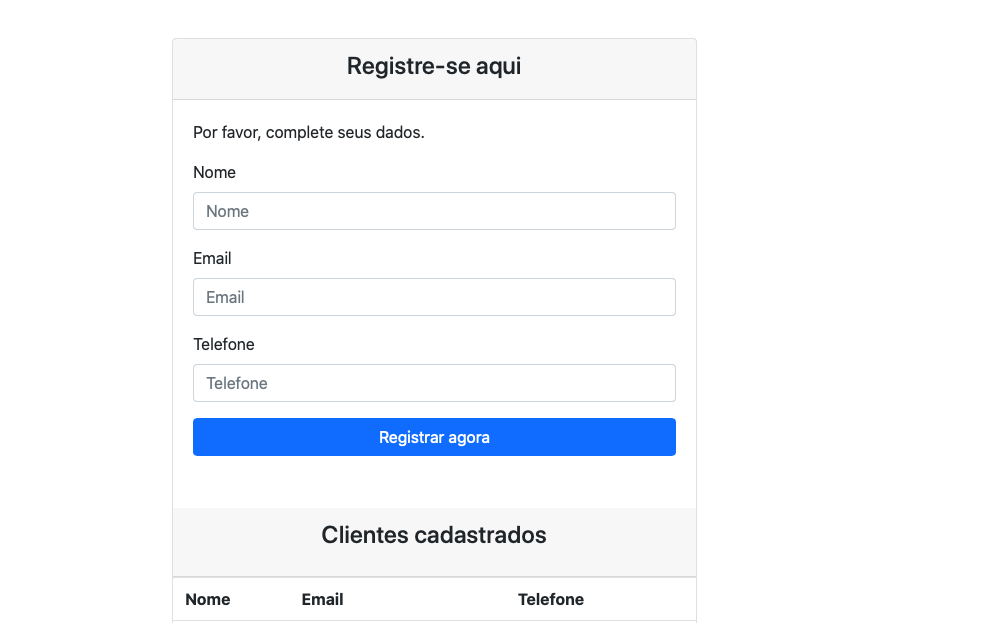 Registre-se aqui
Por favor, complete seus dados.
Nome
Nome
Email
Email
Telefone
Telefone
Registrar agora
Clientes cadastrados
Nome Email Telefone